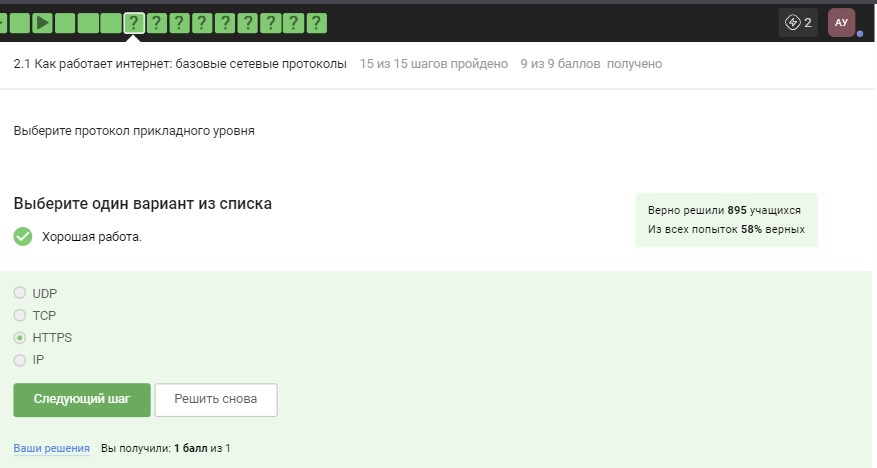 ? ? ? ? ? ? ? ? ?
2
АУ
2.1 Как работает интернет: базовые сетевые протоколы 15 из 15 шагов пройдено 9 из 9 баллов получено
Выберите протокол прикладного уровня
Выберите один вариант из списка
Хорошая работа.
Верно решили 895 учащихся
Из всех попыток 58% верных
UDP
TCP
HTTPS
IP
Следующий шаг Решить снова
Ваши решения Вы получили: 1 балл из 1